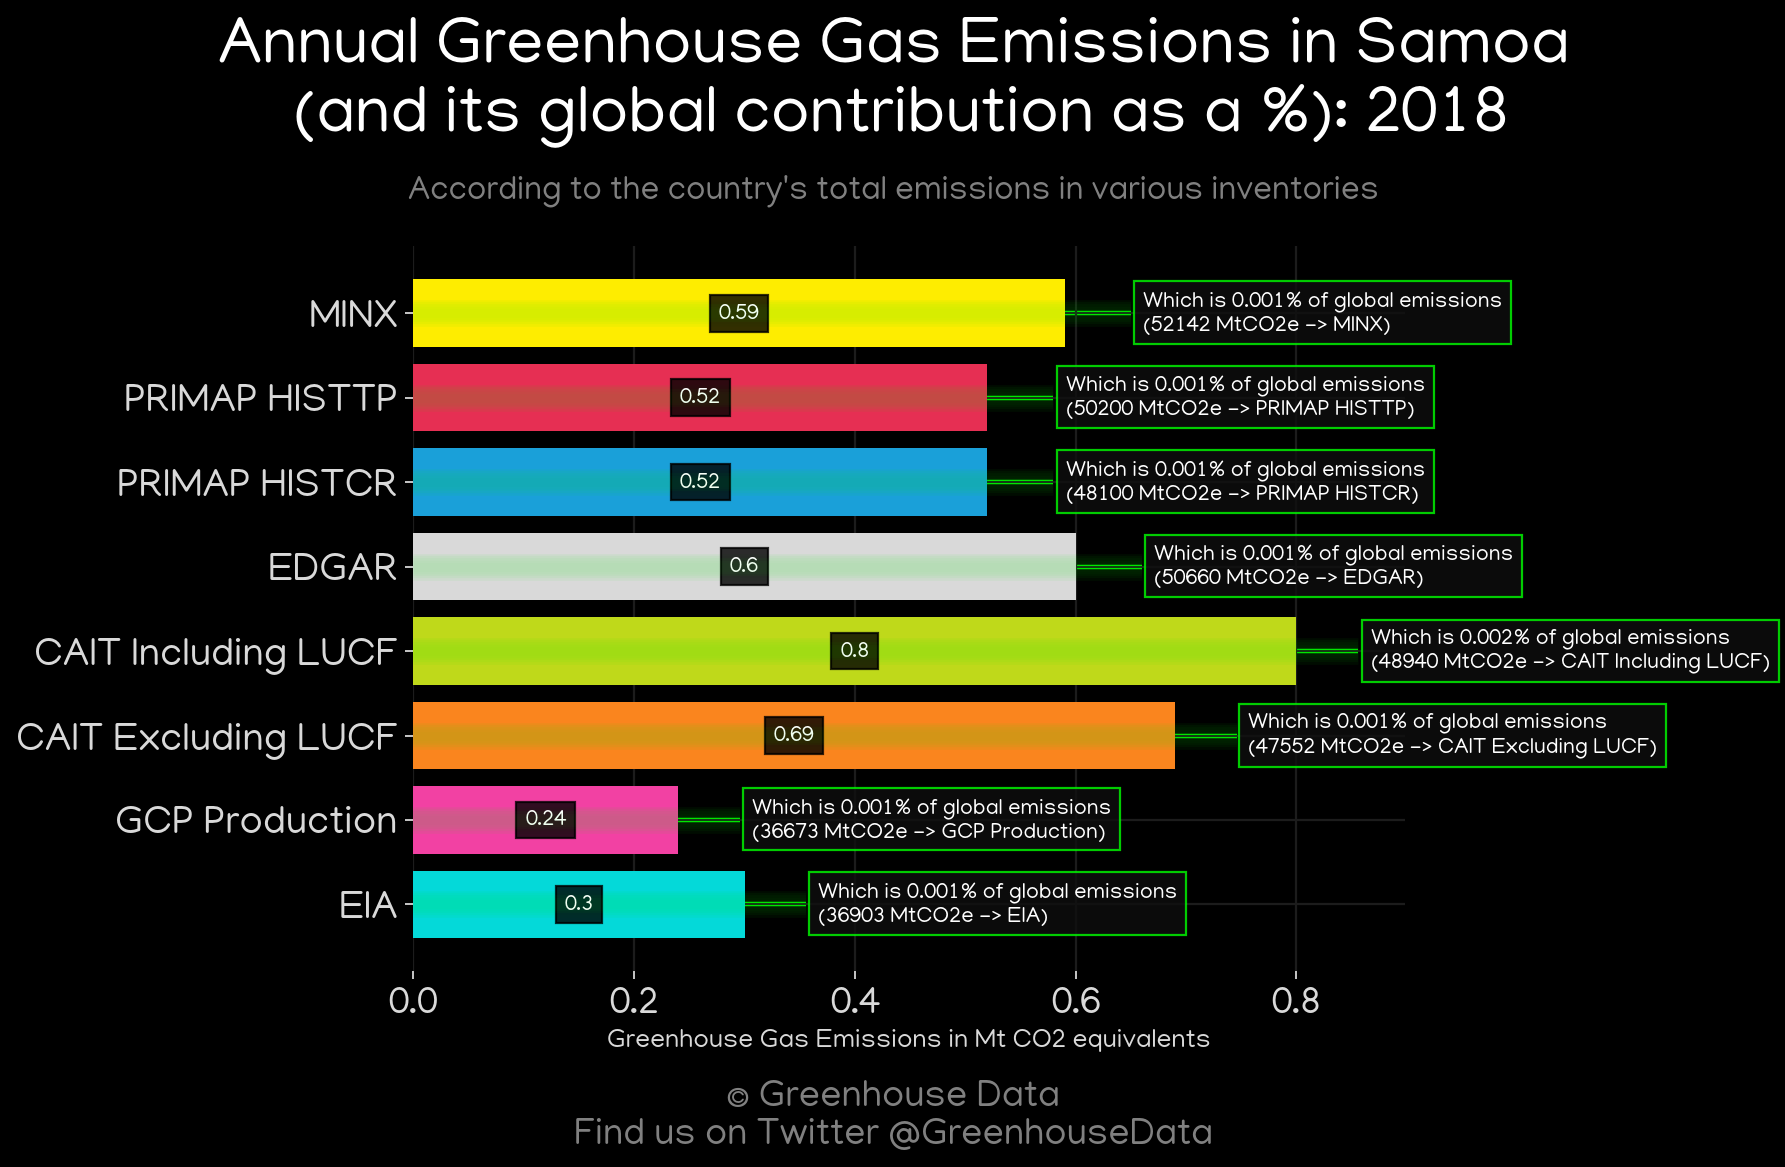 Annual Greenhouse Gas Emissions in Samoa
(and its global contribution as a %): 2018
According to the country's total emissions in various inventories
MINX
0.59
Which is 0.001% of global emissions
(52142 MtCO2e -> MINX)
PRIMAP HISTTP
0.52
Which is 0.001% of global emissions
(50200 MtCO2e -> PRIMAP HISTTP)
PRIMAP HISTCR
0.52
Which is 0.001% of global emissions
(48100 MtCO2e -> PRIMAP HISTCR)
EDGAR
0.6
Which is 0.001% of global emissions
(50660 MtCO2e -> EDGAR)
CAIT Including LUCF
0.8
Which is 0.002% of global emissions
(48940 MtCO2e -> CAIT Including LUCF)
CAIT Excluding LUCF
0.69
Which is 0.001% of global emissions
(47552 MtCO2e -> CAIT Excluding LUCF)
GCP Production
0.24
Which is 0.001% of global emissions
(36673 MtCO2e -> GCP Production)
EIA
0.3
Which is 0.001% of global emissions
(36903 MtCO2e -> EIA)
0.0 0.2 0.4 0.6 0.8
Greenhouse Gas Emissions in Mt CO2 equivalents
© Greenhouse Data
Find us on Twitter @GreenhouseData